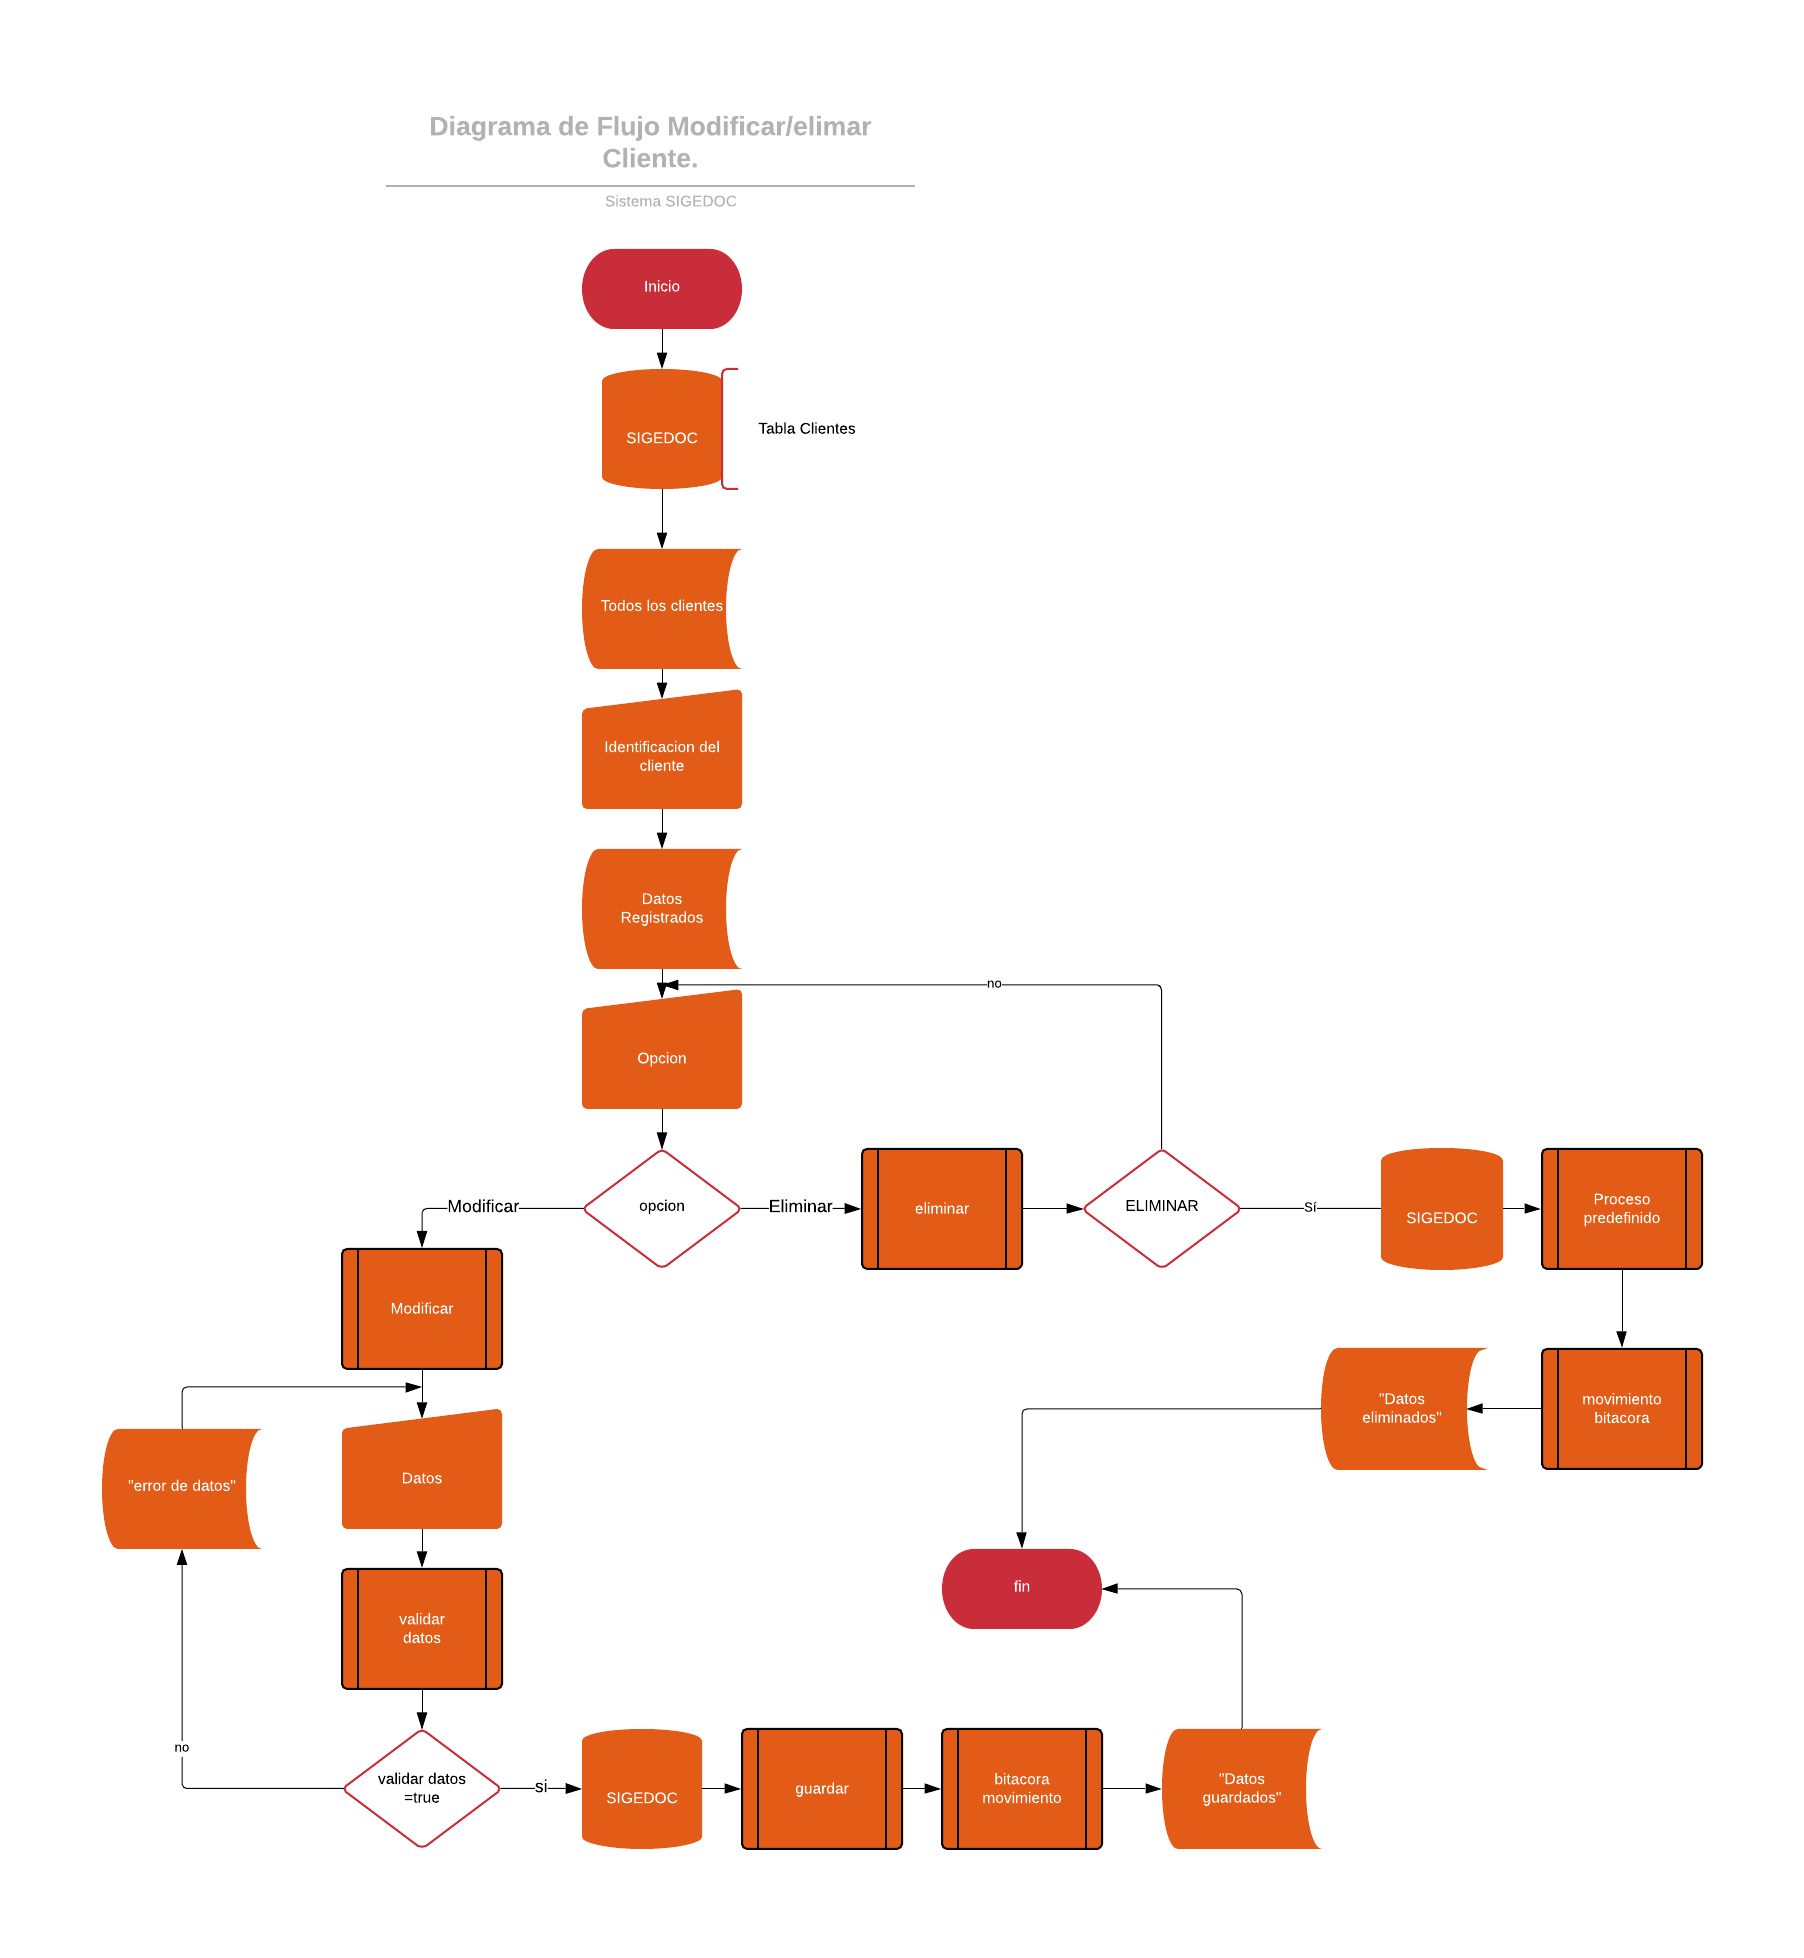 Diagrama de Flujo Modificar/elimar
Cliente.
Sistema SIGEDOC
Inicio
SIGEDOC
Tabla Clientes
Todos los clientes
Identificacion del
cliente
Datos
Registrados
no
Opcion
opcion
Modificar
Eliminar
eliminar
ELIMINAR
Sí
SIGEDOC
Proceso
predefinido
Modificar
movimiento
bitacora
"Datos
eliminados"
"error de datos"
Datos
fin
validar
datos
no
validar datos
=true
si
SIGEDOC
guardar
bitacora
movimiento
"Datos
guardados"